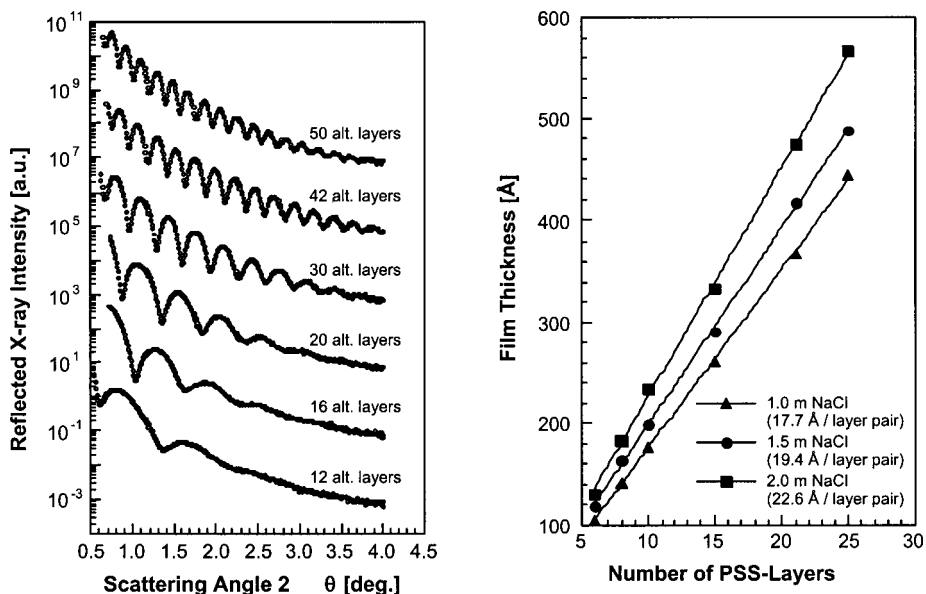 Reflected X-ray Intensity [a.u.]
10^11
10^9
10^7
10^5
10^3
10^1
10^-1
10^-3
50 alt. layers
42 alt. layers
30 alt. layers
20 alt. layers
16 alt. layers
12 alt. layers
0.5 1.0 1.5 2.0 2.5 3.0 3.5 4.0 4.5
Scattering Angle 2 θ [deg.]
Film Thickness [Å]
600
500
400
300
200
100
1.0 m NaCl
(17.7 Å / layer pair)
1.5 m NaCl
(19.4 Å / layer pair)
2.0 m NaCl
(22.6 Å / layer pair)
5 10 15 20 25 30
Number of PSS-Layers